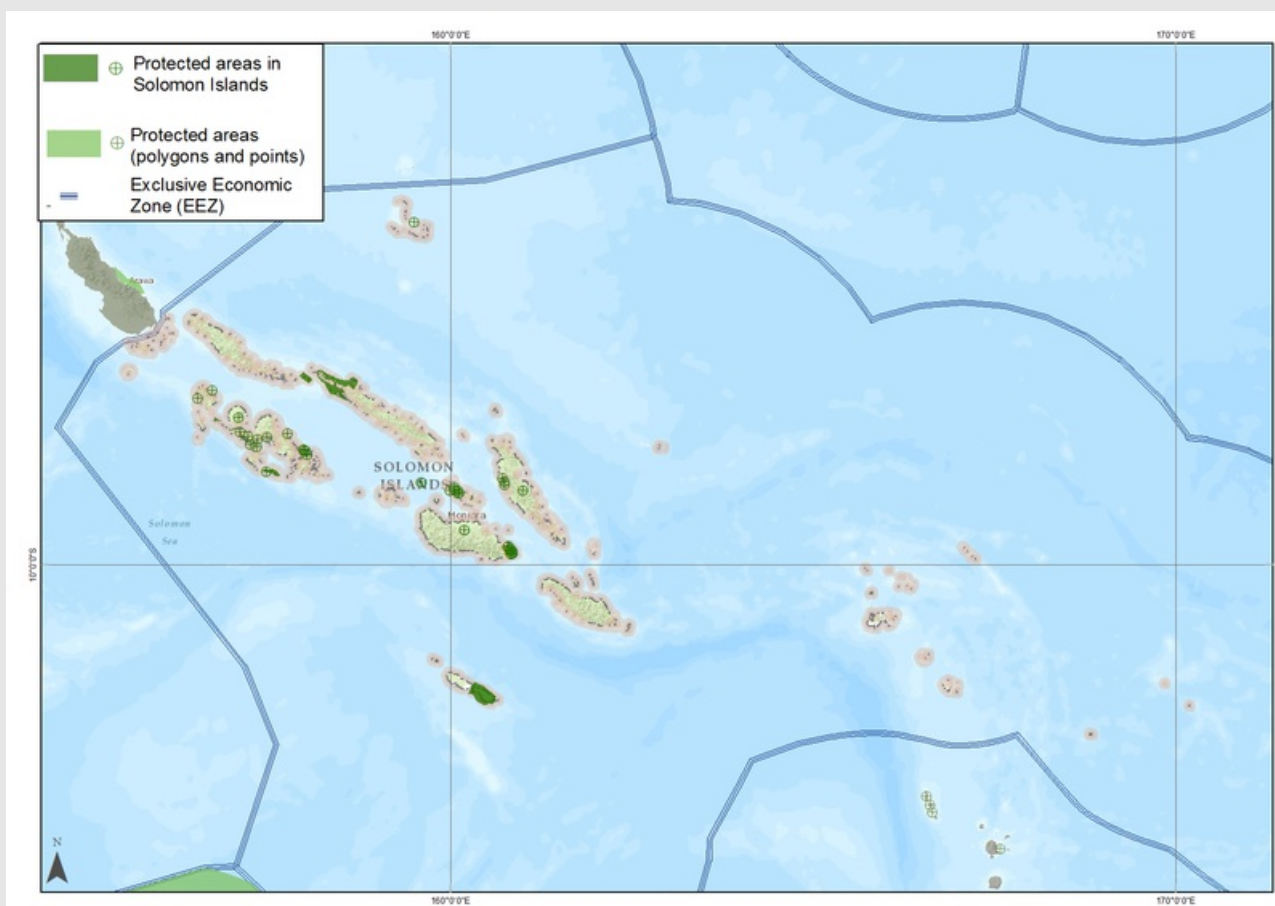 160°0'0"E
170°0'0"E
Protected areas in
Solomon Islands
Protected areas
(polygons and points)
Exclusive Economic
Zone (EEZ)
Arawa
SOLOMON
ISLANDS
Honiara
Solomon
Sea
10°0'0"S
N
160°0'0"E
170°0'0"E